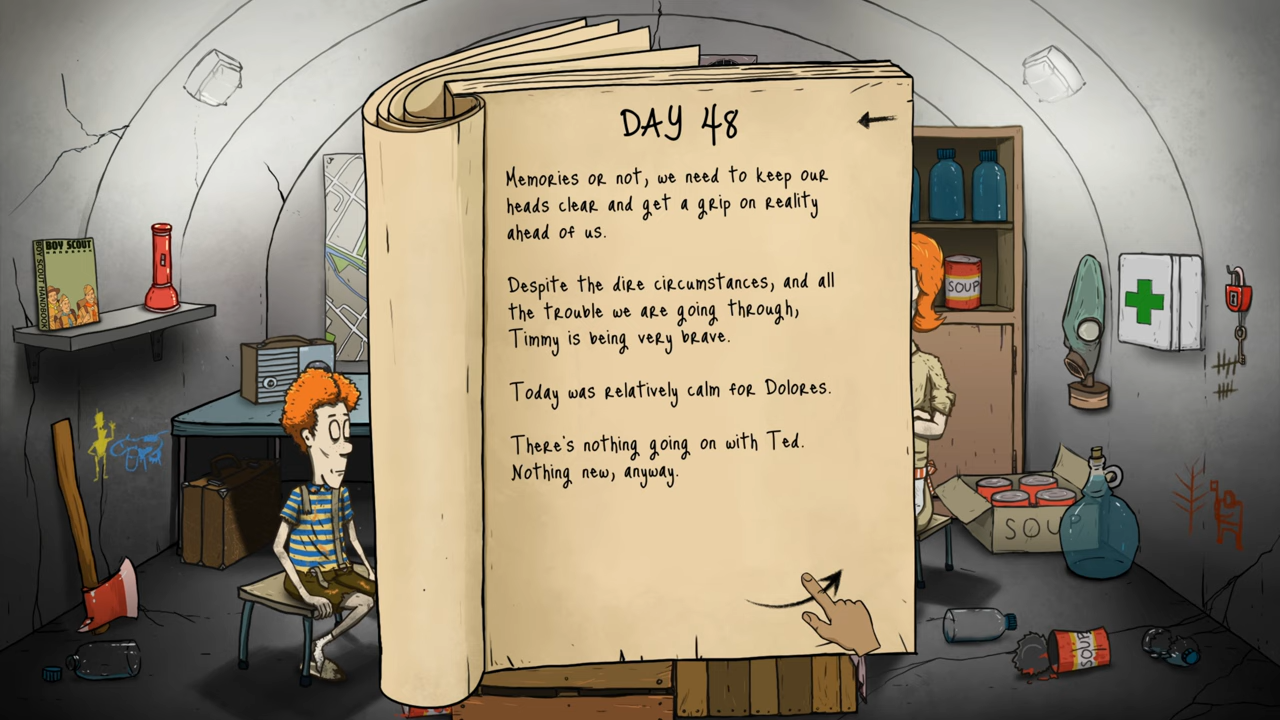 DAY 48
Memories or not, we need to keep our
heads clear and get a grip on reality
ahead of us.
Despite the dire circumstances, and all
the trouble we are going through,
Timmy is being very brave.
Today was relatively calm for Dolores.
There's nothing going on with Ted.
Nothing new, anyway.
BOY SCOUT
BOY SCOUT HANDBOOK
SOUP
SOUP
SOUP